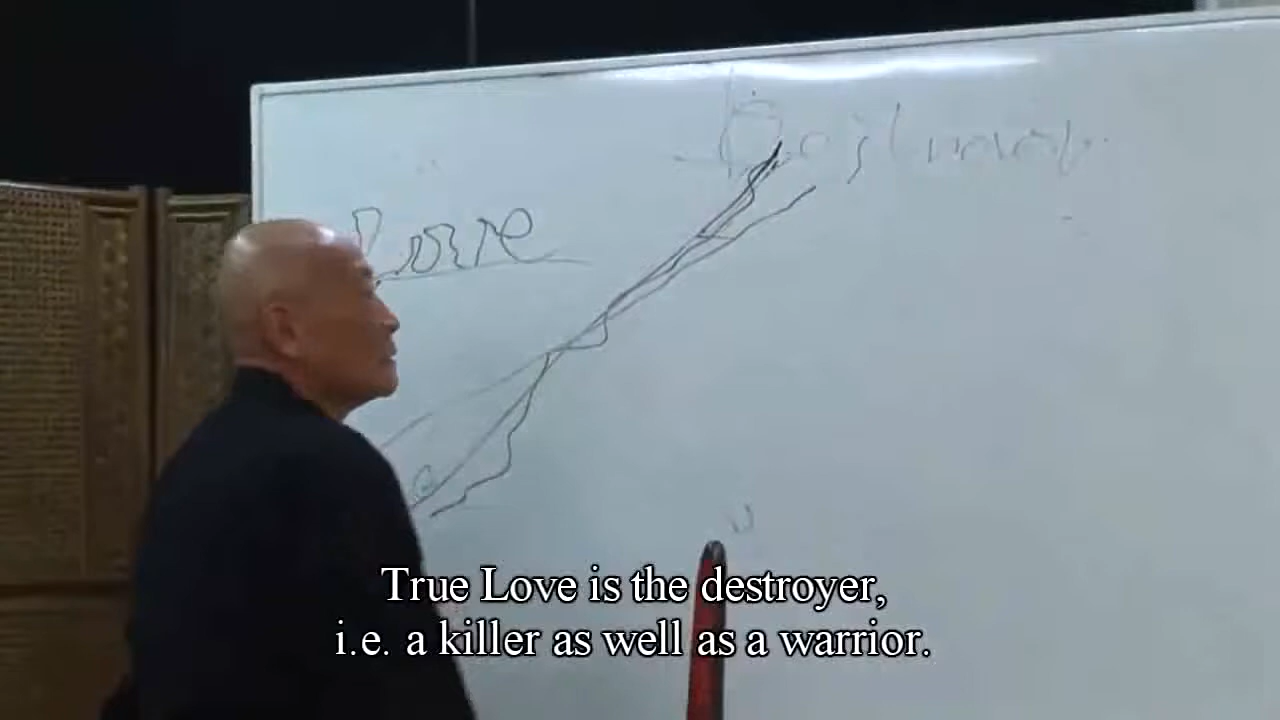 Love
True Love is the destroyer,
i.e. a killer as well as a warrior.